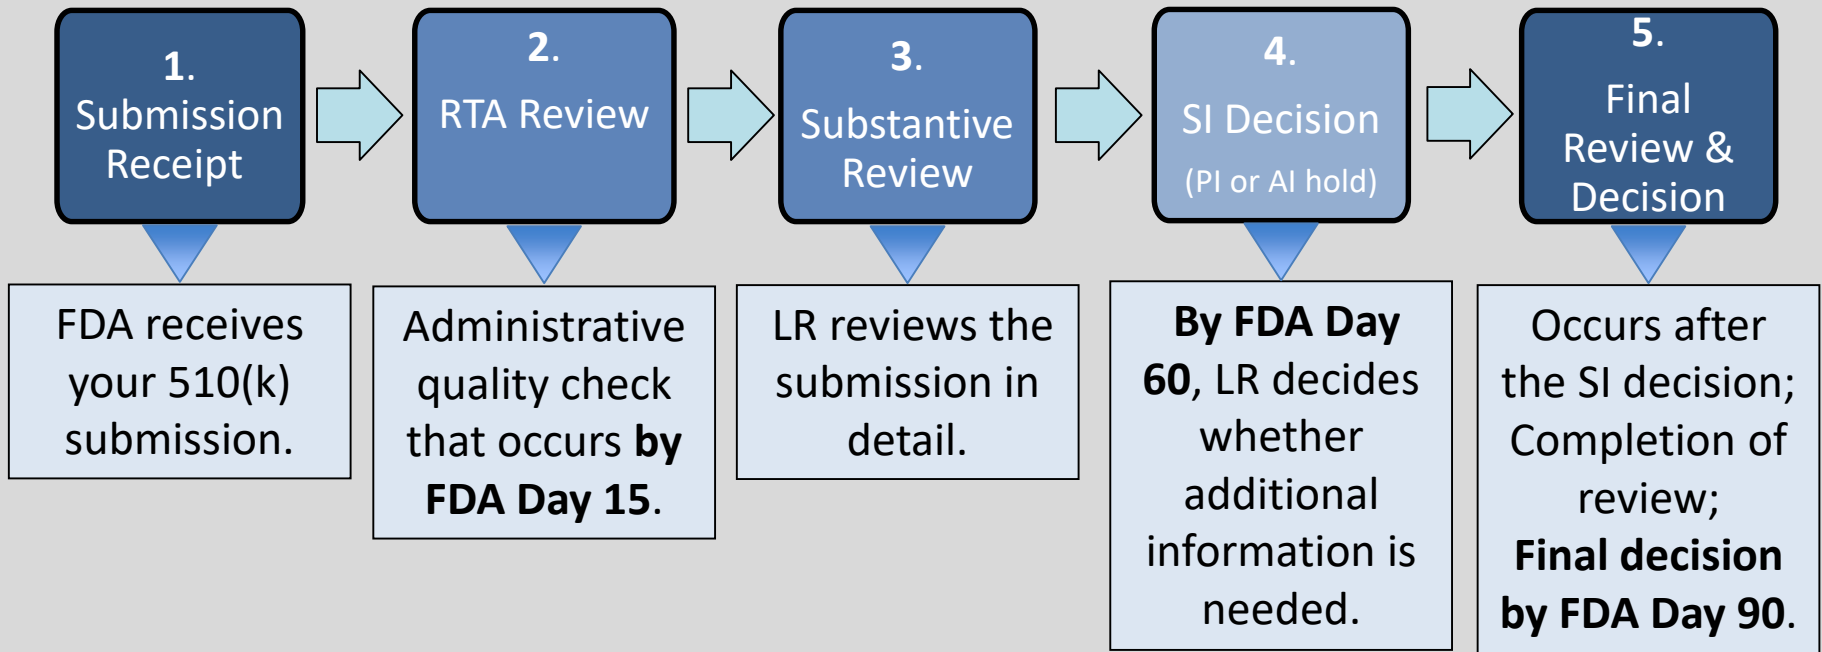 1.
Submission
Receipt
2.
RTA Review
3.
Substantive
Review
4.
SI Decision
(PI or AI hold)
5.
Final
Review &
Decision
FDA receives
your 510(k)
submission.
Administrative
quality check
that occurs by
FDA Day 15.
LR reviews the
submission in
detail.
By FDA Day
60, LR decides
whether
additional
information is
needed.
Occurs after
the SI decision;
Completion of
review;
Final decision
by FDA Day 90.